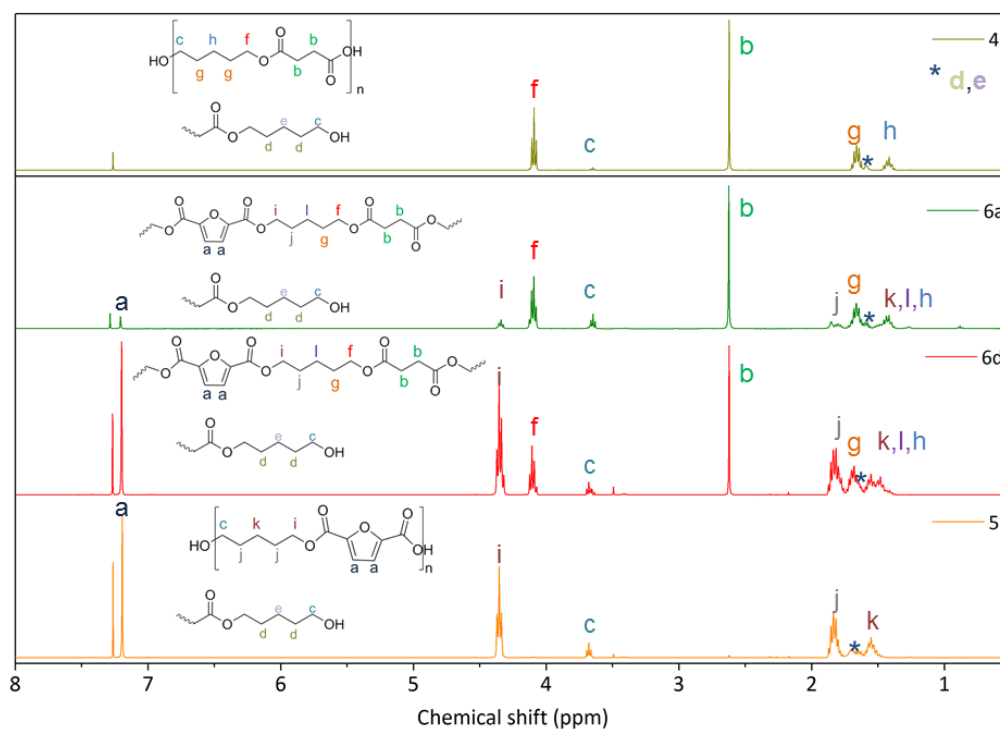 c h f O b b OH
HO O O
g g b O n
O e c
O OH
d d
f
c
b
g
* h
4
* d,e
O O O i l f O b b O
O O O O O
j g b O
a a
O e c
O OH
d d
a
i
f
c
b
j
g
*
k,l,h
6a
O O O i l f O b b O
O O O O O
j g b O
a a
O e c
O OH
d d
a
i
f
c
b
j
g
*
k,l,h
6d
c k i O O O
HO O OH
j j n
a a
O e c
O OH
d d
i
c
j
*
k
5
8 7 6 5 4 3 2 1
Chemical shift (ppm)